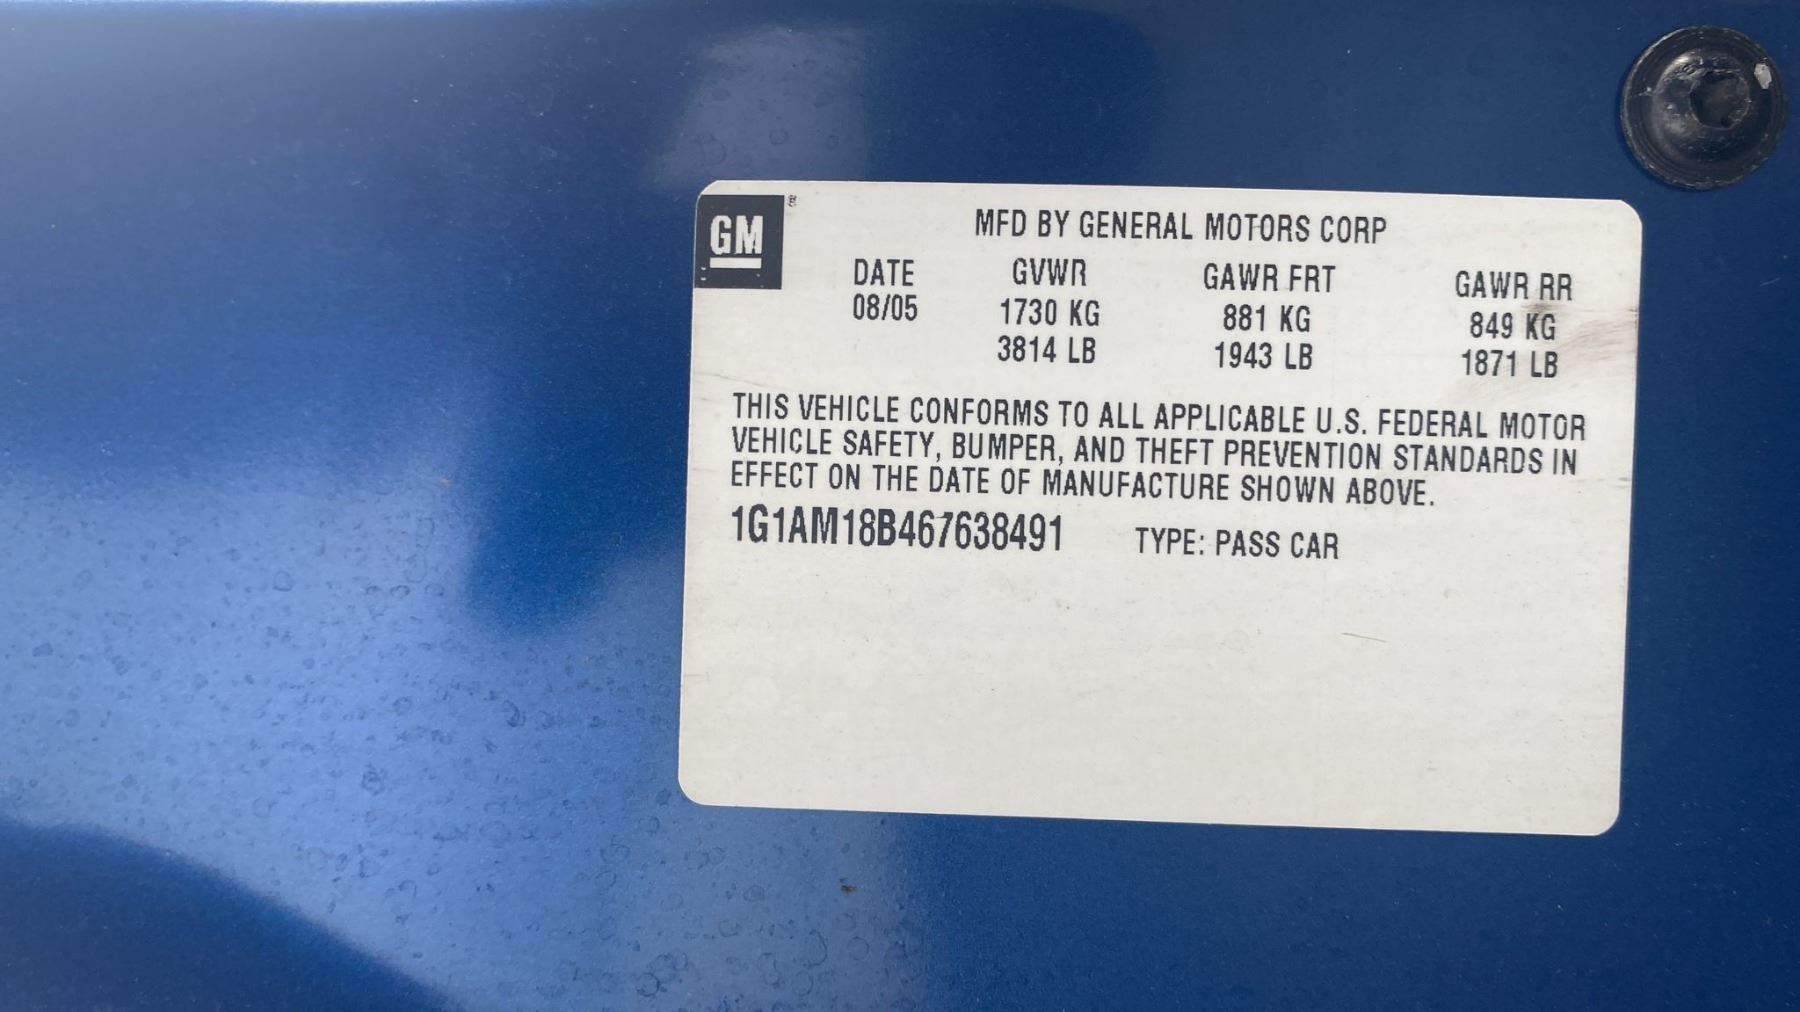 GM ®
MFD BY GENERAL MOTORS CORP
DATE GVWR GAWR FRT GAWR RR
08/05 1730 KG 881 KG 849 KG
3814 LB 1943 LB 1871 LB
THIS VEHICLE CONFORMS TO ALL APPLICABLE U.S. FEDERAL MOTOR
VEHICLE SAFETY, BUMPER, AND THEFT PREVENTION STANDARDS IN
EFFECT ON THE DATE OF MANUFACTURE SHOWN ABOVE.
1G1AM18B467638491 TYPE: PASS CAR